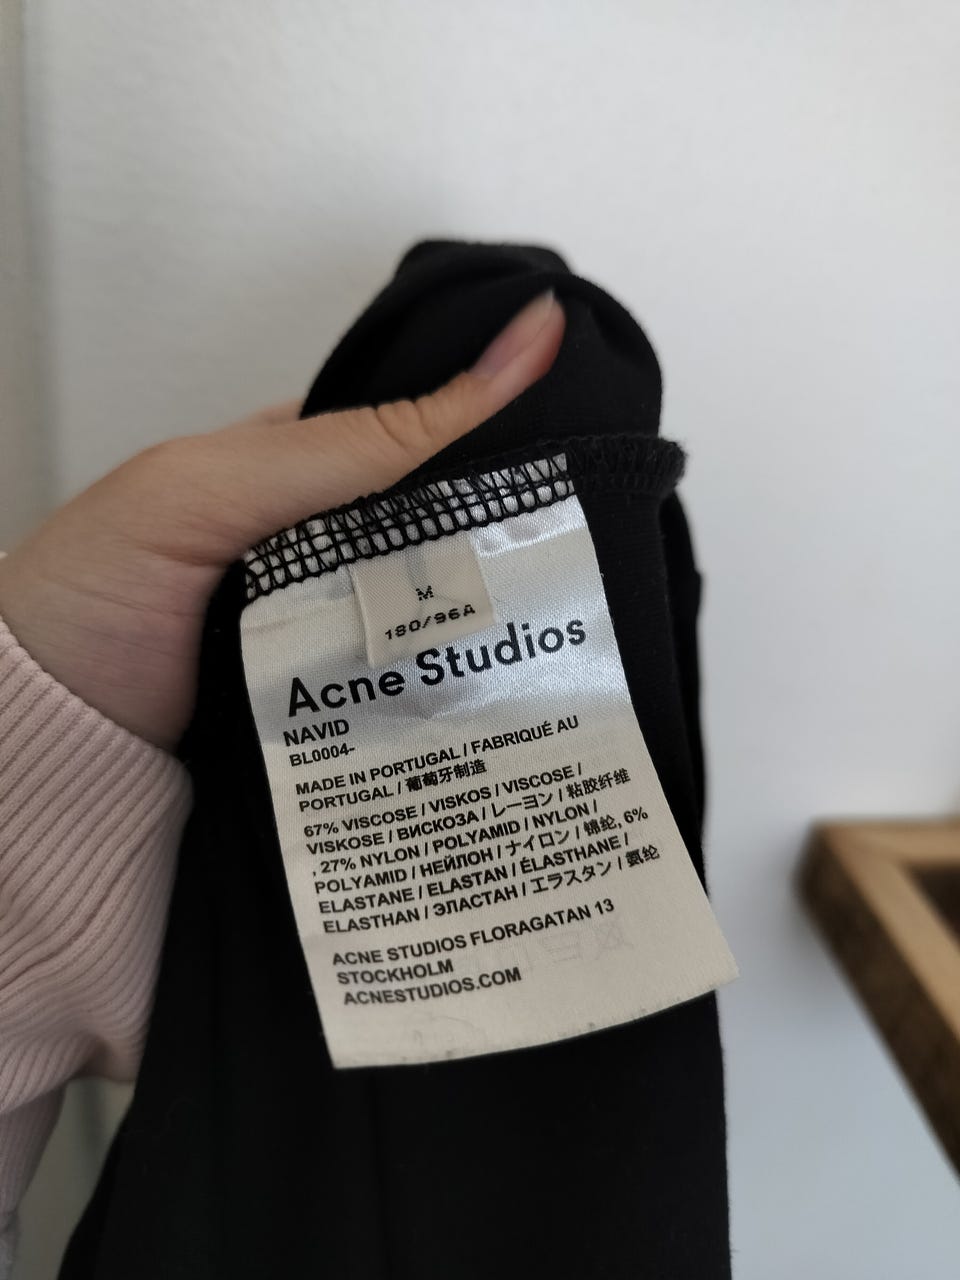 M
180/96A
Acne Studios
NAVID
BL0004-
MADE IN PORTUGAL / FABRIQUÉ AU
PORTUGAL / 葡萄牙制造
67% VISCOSE / VISKOS / VISCOSE /
VISKOSE / ВИСКОЗА / レーヨン / 粘胶纤维
, 27% NYLON / POLYAMID / NYLON /
POLYAMID / НЕЙЛОН / ナイロン / 锦纶, 6%
ELASTANE / ELASTAN / ÉLASTHANE /
ELASTHAN / ЭЛАСТАН / エラスタン / 氨纶
ACNE STUDIOS FLORAGATAN 13
STOCKHOLM
ACNESTUDIOS.COM